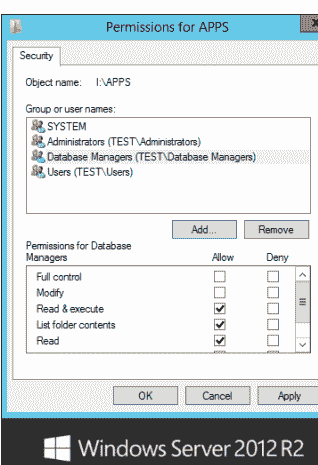 Permissions for APPS
Security
Object name: I:\APPS
Group or user names:
SYSTEM
Administrators (TEST\Administrators)
Database Managers (TEST\Database Managers)
Users (TEST\Users)
Add... Remove
Permissions for Database
Managers Allow Deny
Full control
Modify
Read & execute
List folder contents
Read
OK Cancel Apply
Windows Server 2012 R2